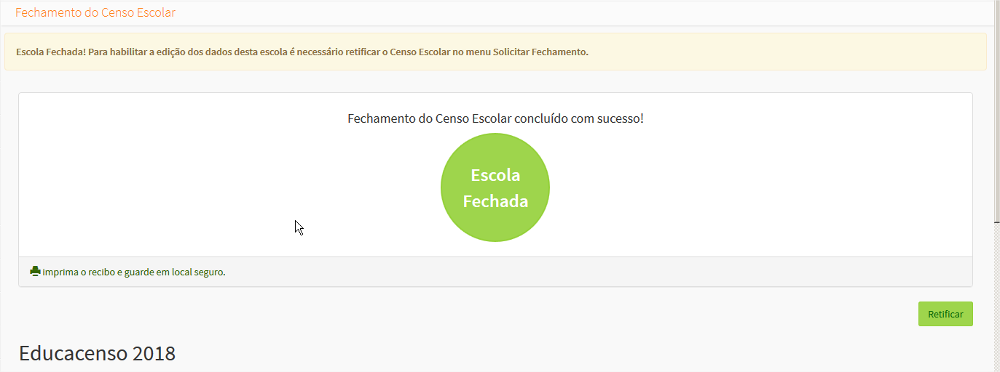 Fechamento do Censo Escolar
Escola Fechada! Para habilitar a edição dos dados desta escola é necessário retificar o Censo Escolar no menu Solicitar Fechamento.
Fechamento do Censo Escolar concluído com sucesso!
Escola
Fechada
imprima o recibo e guarde em local seguro.
Retificar
Educacenso 2018